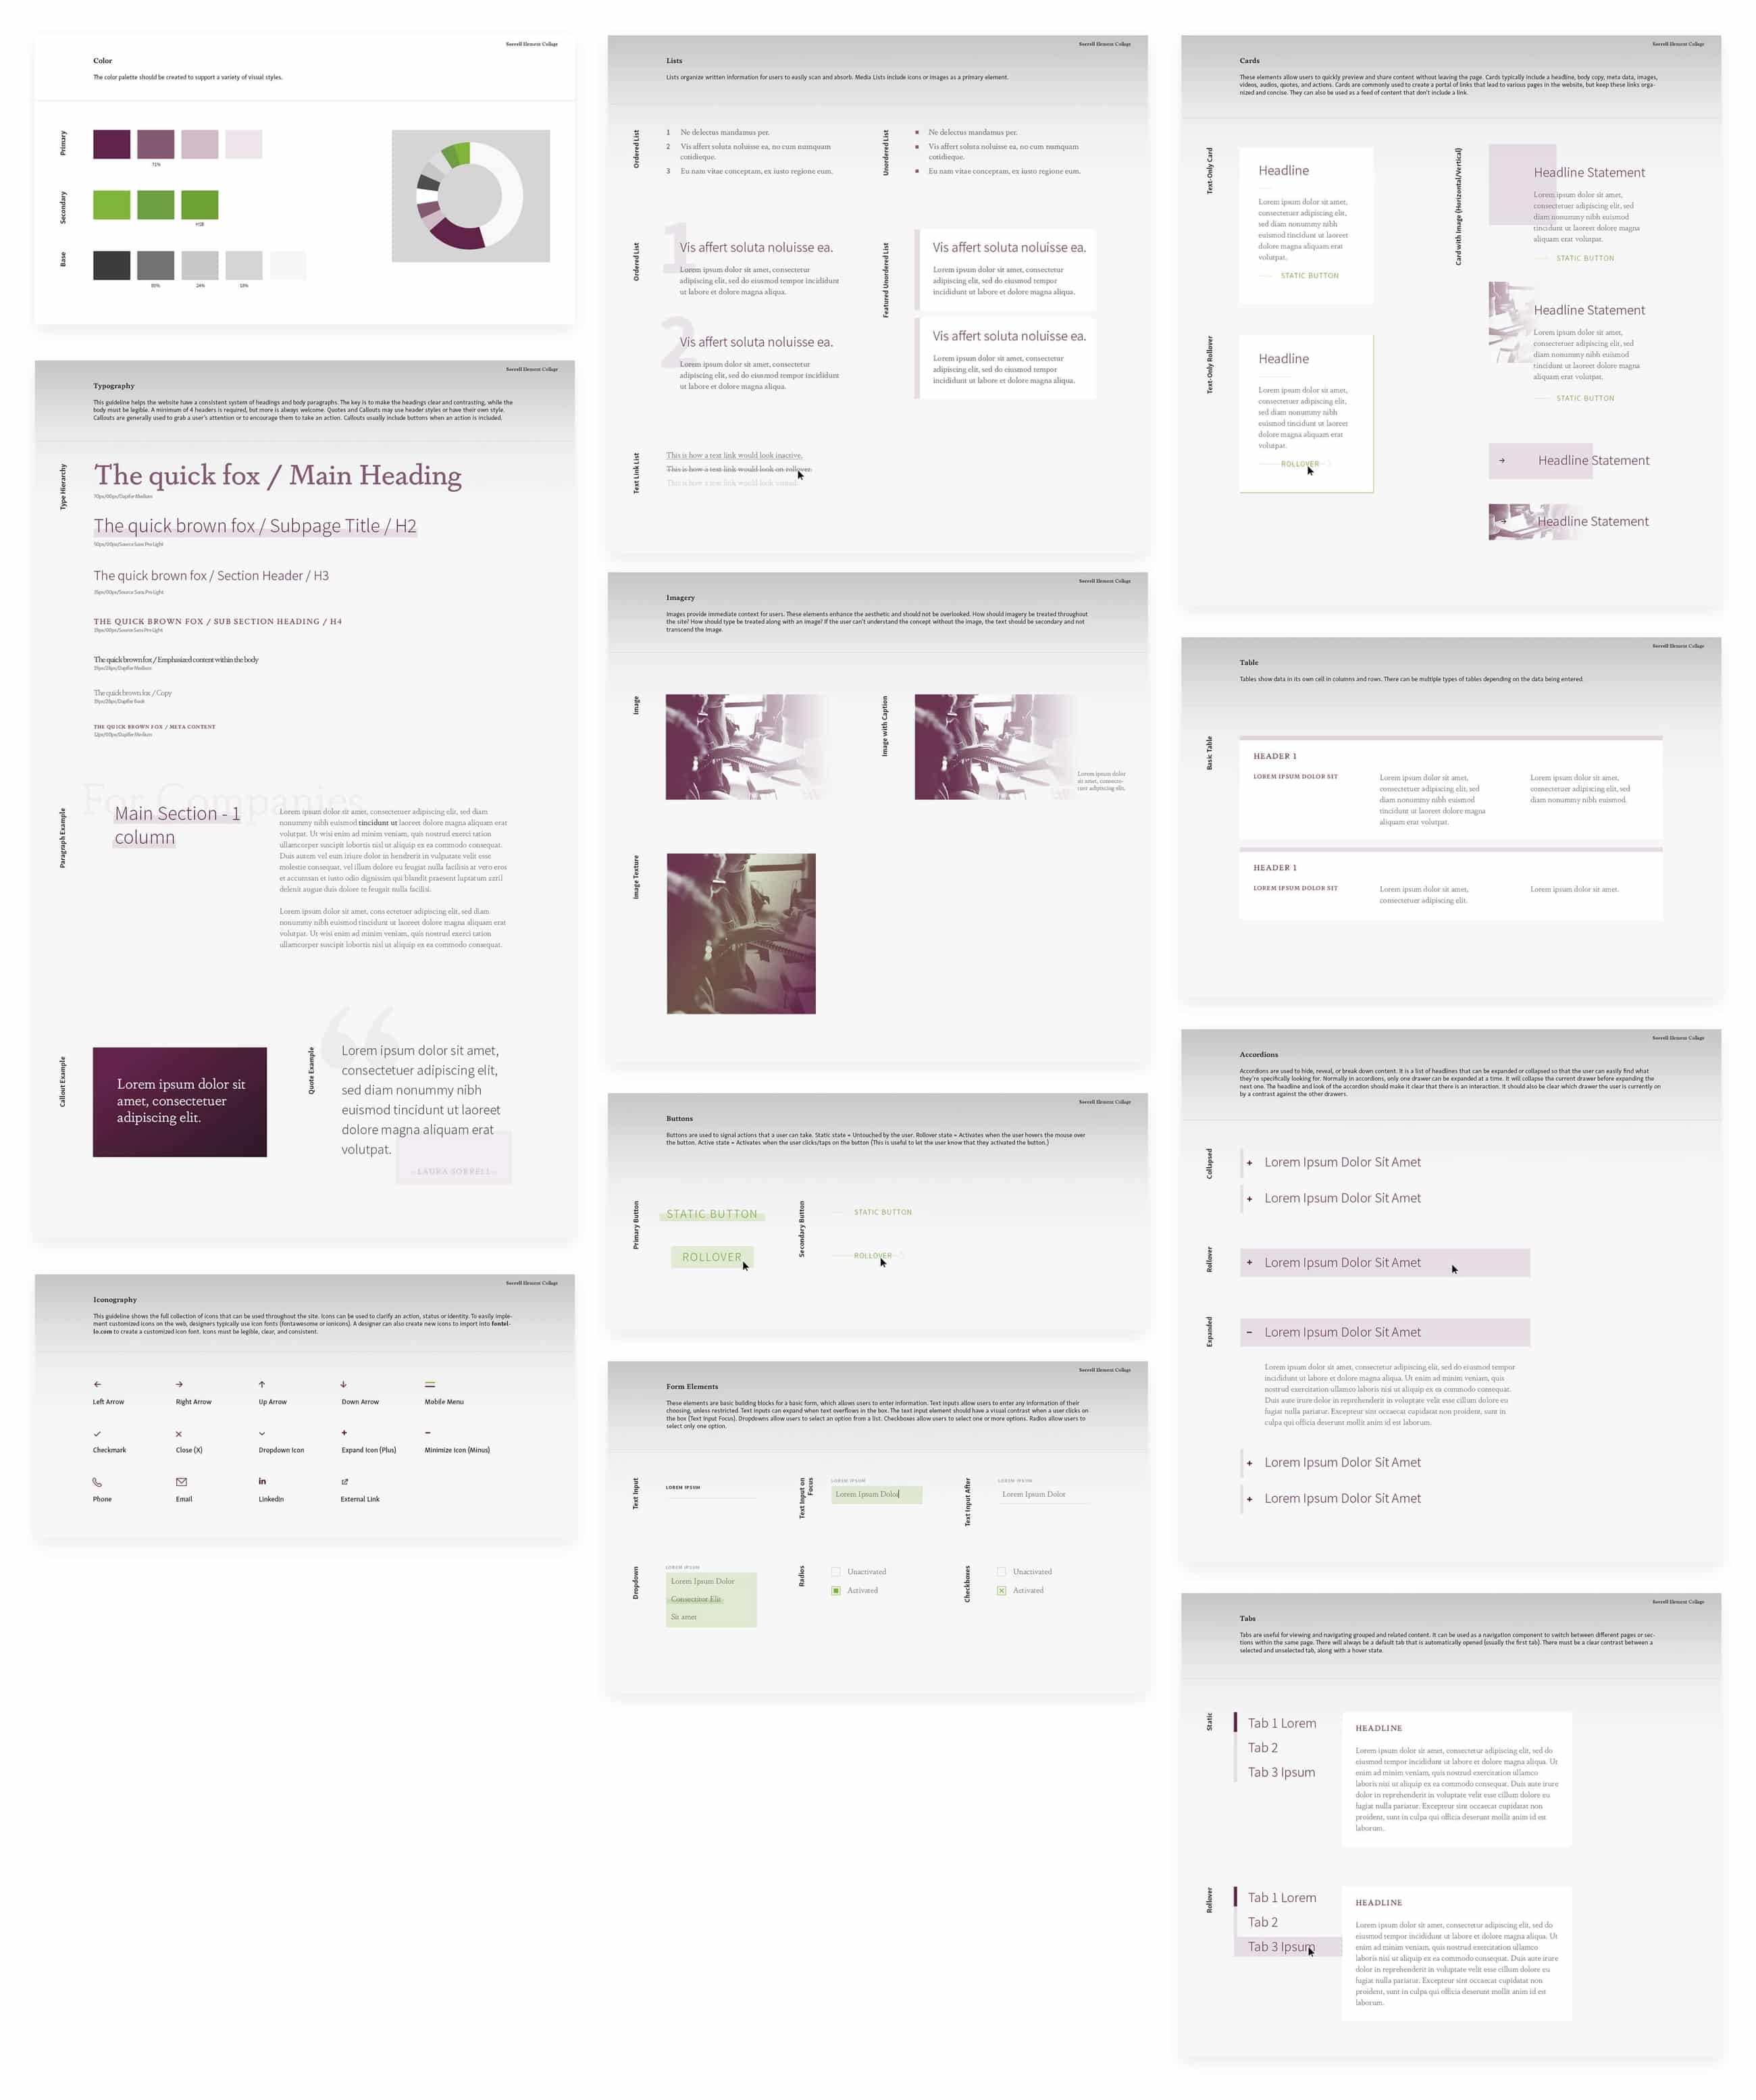 Sorrell Element Collage
Color
The color palette should be created to support a variety of visual styles.
Primary
71%
Secondary
+15B
Base
80%
24%
15%
Sorrell Element Collage
Typography
This guideline helps the website have a consistent system of headings and body paragraphs. The key is to make the headings clear and contrasting, while the
body must be legible. A minimum of 4 headers is required, but more is always welcome. Quotes and Callouts may use header styles or have their own style.
Callouts are generally used to grab a user's attention or to encourage them to take an action. Callouts usually include buttons when an action is included.
Type Hierarchy
The quick fox / Main Heading
The quick brown fox / Subpage Title / H2
The quick brown fox / Section Header / H3
THE QUICK BROWN FOX / SUB SECTION HEADING / H4
The quick brown fox / Emphasized content within the body
The quick brown fox / Copy
THE QUICK BROWN FOX / META CONTENT
Paragraph Example
For Companies
Main Section - 1
column
Lorem ipsum dolor sit amet, consectetuer adipiscing elit, sed diam
nonummy nibh euismod tincidunt ut laoreet dolore magna aliquam erat
volutpat. Ut wisi enim ad minim veniam, quis nostrud exerci tation
ullamcorper suscipit lobortis nisl ut aliquip ex ea commodo consequat.
Duis autem vel eum iriure dolor in hendrerit in vulputate velit esse
molestie consequat, vel illum dolore eu feugiat nulla facilisis at vero eros
et accumsan et iusto odio dignissim qui blandit praesent luptatum zzril
delenit augue duis dolore te feugait nulla facilisi.
Lorem ipsum dolor sit amet, cons ectetuer adipiscing elit, sed diam
nonummy nibh euismod tincidunt ut laoreet dolore magna aliquam erat
volutpat. Ut wisi enim ad minim veniam, quis nostrud exerci tation
ullamcorper suscipit lobortis nisl ut aliquip ex ea commodo consequat.
Callout Example
Lorem ipsum dolor sit
amet, consectetuer
adipiscing elit.
Quote Example
“
Lorem ipsum dolor sit amet,
consectetuer adipiscing elit,
sed diam nonummy nibh
euismod tincidunt ut laoreet
dolore magna aliquam erat
volutpat.
—LAURA SORRELL—
Sorrell Element Collage
Iconography
This guideline shows the full collection of icons that can be used throughout the site. Icons can be used to clarify an action, status or identity. To easily imple-
ment customized icons on the web, designers typically use icon fonts (fontawesome or ionicons). A designer can also create new icons to import into fontel-
lo.com to create a customized icon font. Icons must be legible, clear, and consistent.
Left Arrow
Right Arrow
Up Arrow
Down Arrow
Mobile Menu
Checkmark
Close (X)
Dropdown Icon
Expand Icon (Plus)
Minimize Icon (Minus)
Phone
Email
in
LinkedIn
External Link
Sorrell Element Collage
Lists
Lists organize written information for users to easily scan and absorb. Media Lists include icons or images as a primary element.
Ordered List
1 Ne delectus mandamus per.
2 Vis affert soluta noluisse ea, no cum numquam
cotidieque.
3 Eu nam vitae conceptam, ex iusto regione eum.
Unordered List
Ne delectus mandamus per.
Vis affert soluta noluisse ea, no cum numquam
cotidieque.
Eu nam vitae conceptam, ex iusto regione eum.
Ordered List
1
Vis affert soluta noluisse ea.
Lorem ipsum dolor sit amet, consectetur
adipiscing elit, sed do eiusmod tempor incididunt
ut labore et dolore magna aliqua.
2
Vis affert soluta noluisse ea.
Lorem ipsum dolor sit amet, consectetur
adipiscing elit, sed do eiusmod tempor incididunt
ut labore et dolore magna aliqua.
Featured Unordered List
Vis affert soluta noluisse ea.
Lorem ipsum dolor sit amet, consectetur
adipiscing elit, sed do eiusmod tempor
incididunt ut labore et dolore magna aliqua.
Vis affert soluta noluisse ea.
Lorem ipsum dolor sit amet, consectetur
adipiscing elit, sed do eiusmod tempor
incididunt ut labore et dolore magna aliqua.
Text Link List
This is how a text link would look inactive.
This is how a text link would look on rollover.
This is how a text link would look visited.
Sorrell Element Collage
Imagery
Images provide immediate context for users. These elements enhance the aesthetic and should not be overlooked. How should imagery be treated throughout
the site? How should type be treated along with an image? If the user can't understand the concept without the image, the text should be secondary and not
transcend the image.
Image
Image with Caption
Lorem ipsum dolor
sit amet, consecte-
tuer adipiscing elit.
Image Texture
Sorrell Element Collage
Buttons
Buttons are used to signal actions that a user can take. Static state = Untouched by the user. Rollover state = Activates when the user hovers the mouse over
the button. Active state = Activates when the user clicks/taps on the button (This is useful to let the user know that they activated the button.)
Primary Button
STATIC BUTTON
ROLLOVER
Secondary Button
STATIC BUTTON
ROLLOVER
Sorrell Element Collage
Form Elements
These elements are basic building blocks for a basic form, which allows users to enter information. Text inputs allow users to enter any information of their
choosing, unless restricted. Text inputs can expand when text overflows in the box. The text input element should have a visual contrast when a user clicks on
the box (Text Input Focus). Dropdowns allow users to select an option from a list. Checkboxes allow users to select one or more options. Radios allow users to
select only one option.
Text Input
LOREM IPSUM
Text Input on
Focus
LOREM IPSUM
Lorem Ipsum Dolor
Text Input After
LOREM IPSUM
Lorem Ipsum Dolor
Dropdown
LOREM IPSUM
Lorem Ipsum Dolor
Consectitur Elit
Sit amet
Radios
Unactivated
Activated
Checkboxes
Unactivated
Activated
Sorrell Element Collage
Cards
These elements allow users to quickly preview and share content without leaving the page. Cards typically include a headline, body copy, meta data, images,
videos, audios, quotes, and actions. Cards are commonly used to create a portal of links that lead to various pages in the website, but keep these links orga-
nized and concise. They can also be used as a feed of content that don't include a link.
Text-Only Card
Headline
Lorem ipsum dolor sit amet,
consectetuer adipiscing elit,
sed diam nonummy nibh
euismod tincidunt ut laoreet
dolore magna aliquam erat
volutpat.
STATIC BUTTON
Card with Image (Horizontal/Vertical)
Headline Statement
Lorem ipsum dolor sit amet,
consectetuer adipiscing elit, sed
diam nonummy nibh euismod
tincidunt ut laoreet dolore magna
aliquam erat volutpat.
STATIC BUTTON
Headline Statement
Lorem ipsum dolor sit amet,
consectetuer adipiscing elit, sed
diam nonummy nibh euismod
tincidunt ut laoreet dolore magna
aliquam erat volutpat.
STATIC BUTTON
Headline Statement
Headline Statement
Text-Only Rollover
Headline
Lorem ipsum dolor sit amet,
consectetuer adipiscing elit,
sed diam nonummy nibh
euismod tincidunt ut laoreet
dolore magna aliquam erat
volutpat.
ROLLOVER
Sorrell Element Collage
Table
Tables show data in its own cell in columns and rows. There can be multiple types of tables depending on the data being entered.
Basic Table
HEADER 1
LOREM IPSUM DOLOR SIT
Lorem ipsum dolor sit amet,
consectetuer adipiscing elit, sed
diam nonummy nibh euismod
tincidunt ut laoreet dolore magna
aliquam erat volutpat.
Lorem ipsum dolor sit amet,
consectetuer adipiscing elit, sed
diam nonummy nibh euismod.
HEADER 1
LOREM IPSUM DOLOR SIT
Lorem ipsum dolor sit amet,
consectetuer adipiscing elit.
Lorem ipsum dolor sit amet.
Sorrell Element Collage
Accordions
Accordions are used to hide, reveal, or break down content. It is a list of headlines that can be expanded or collapsed so that the user can easily find what
they're specifically looking for. Normally in accordions, only one drawer can be expanded at a time. It will collapse the current drawer before expanding the
next one. The headline and look of the accordion should make it clear that there is an interaction. It should also be clear which drawer the user is currently on
by a contrast against the other drawers.
Collapsed
+ Lorem Ipsum Dolor Sit Amet
+ Lorem Ipsum Dolor Sit Amet
Rollover
+ Lorem Ipsum Dolor Sit Amet
Expanded
– Lorem Ipsum Dolor Sit Amet
Lorem ipsum dolor sit amet, consectetur adipiscing elit, sed do eiusmod tempor
incididunt ut labore et dolore magna aliqua. Ut enim ad minim veniam, quis
nostrud exercitation ullamco laboris nisi ut aliquip ex ea commodo consequat.
Duis aute irure dolor in reprehenderit in voluptate velit esse cillum dolore eu
fugiat nulla pariatur. Excepteur sint occaecat cupidatat non proident, sunt in
culpa qui officia deserunt mollit anim id est laborum.
+ Lorem Ipsum Dolor Sit Amet
+ Lorem Ipsum Dolor Sit Amet
Sorrell Element Collage
Tabs
Tabs are useful for viewing and navigating grouped and related content. It can be used as a navigation component to switch between different pages or sec-
tions within the same page. There will always be a default tab that is automatically opened (usually the first tab). There must be a clear contrast between a
selected and unselected tab, along with a hover state.
Static
Tab 1 Lorem
Tab 2
Tab 3 Ipsum
HEADLINE
Lorem ipsum dolor sit amet, consectetur adipiscing elit, sed do
eiusmod tempor incididunt ut labore et dolore magna aliqua. Ut
enim ad minim veniam, quis nostrud exercitation ullamco
laboris nisi ut aliquip ex ea commodo consequat. Duis aute irure
dolor in reprehenderit in voluptate velit esse cillum dolore eu
fugiat nulla pariatur. Excepteur sint occaecat cupidatat non
proident, sunt in culpa qui officia deserunt mollit anim id est
laborum.
Rollover
Tab 1 Lorem
Tab 2
Tab 3 Ipsum
HEADLINE
Lorem ipsum dolor sit amet, consectetur adipiscing elit, sed do
eiusmod tempor incididunt ut labore et dolore magna aliqua. Ut
enim ad minim veniam, quis nostrud exercitation ullamco
laboris nisi ut aliquip ex ea commodo consequat. Duis aute irure
dolor in reprehenderit in voluptate velit esse cillum dolore eu
fugiat nulla pariatur. Excepteur sint occaecat cupidatat non
proident, sunt in culpa qui officia deserunt mollit anim id est
laborum.